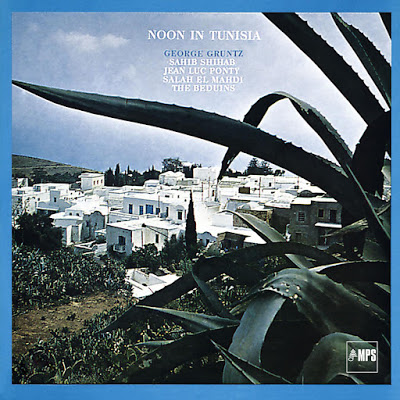 NOON IN TUNISIA
GEORGE GRUNTZ
SAHIB SHIHAB
JEAN LUC PONTY
SALAH EL MAHDI
THE BEDUINS
MPS